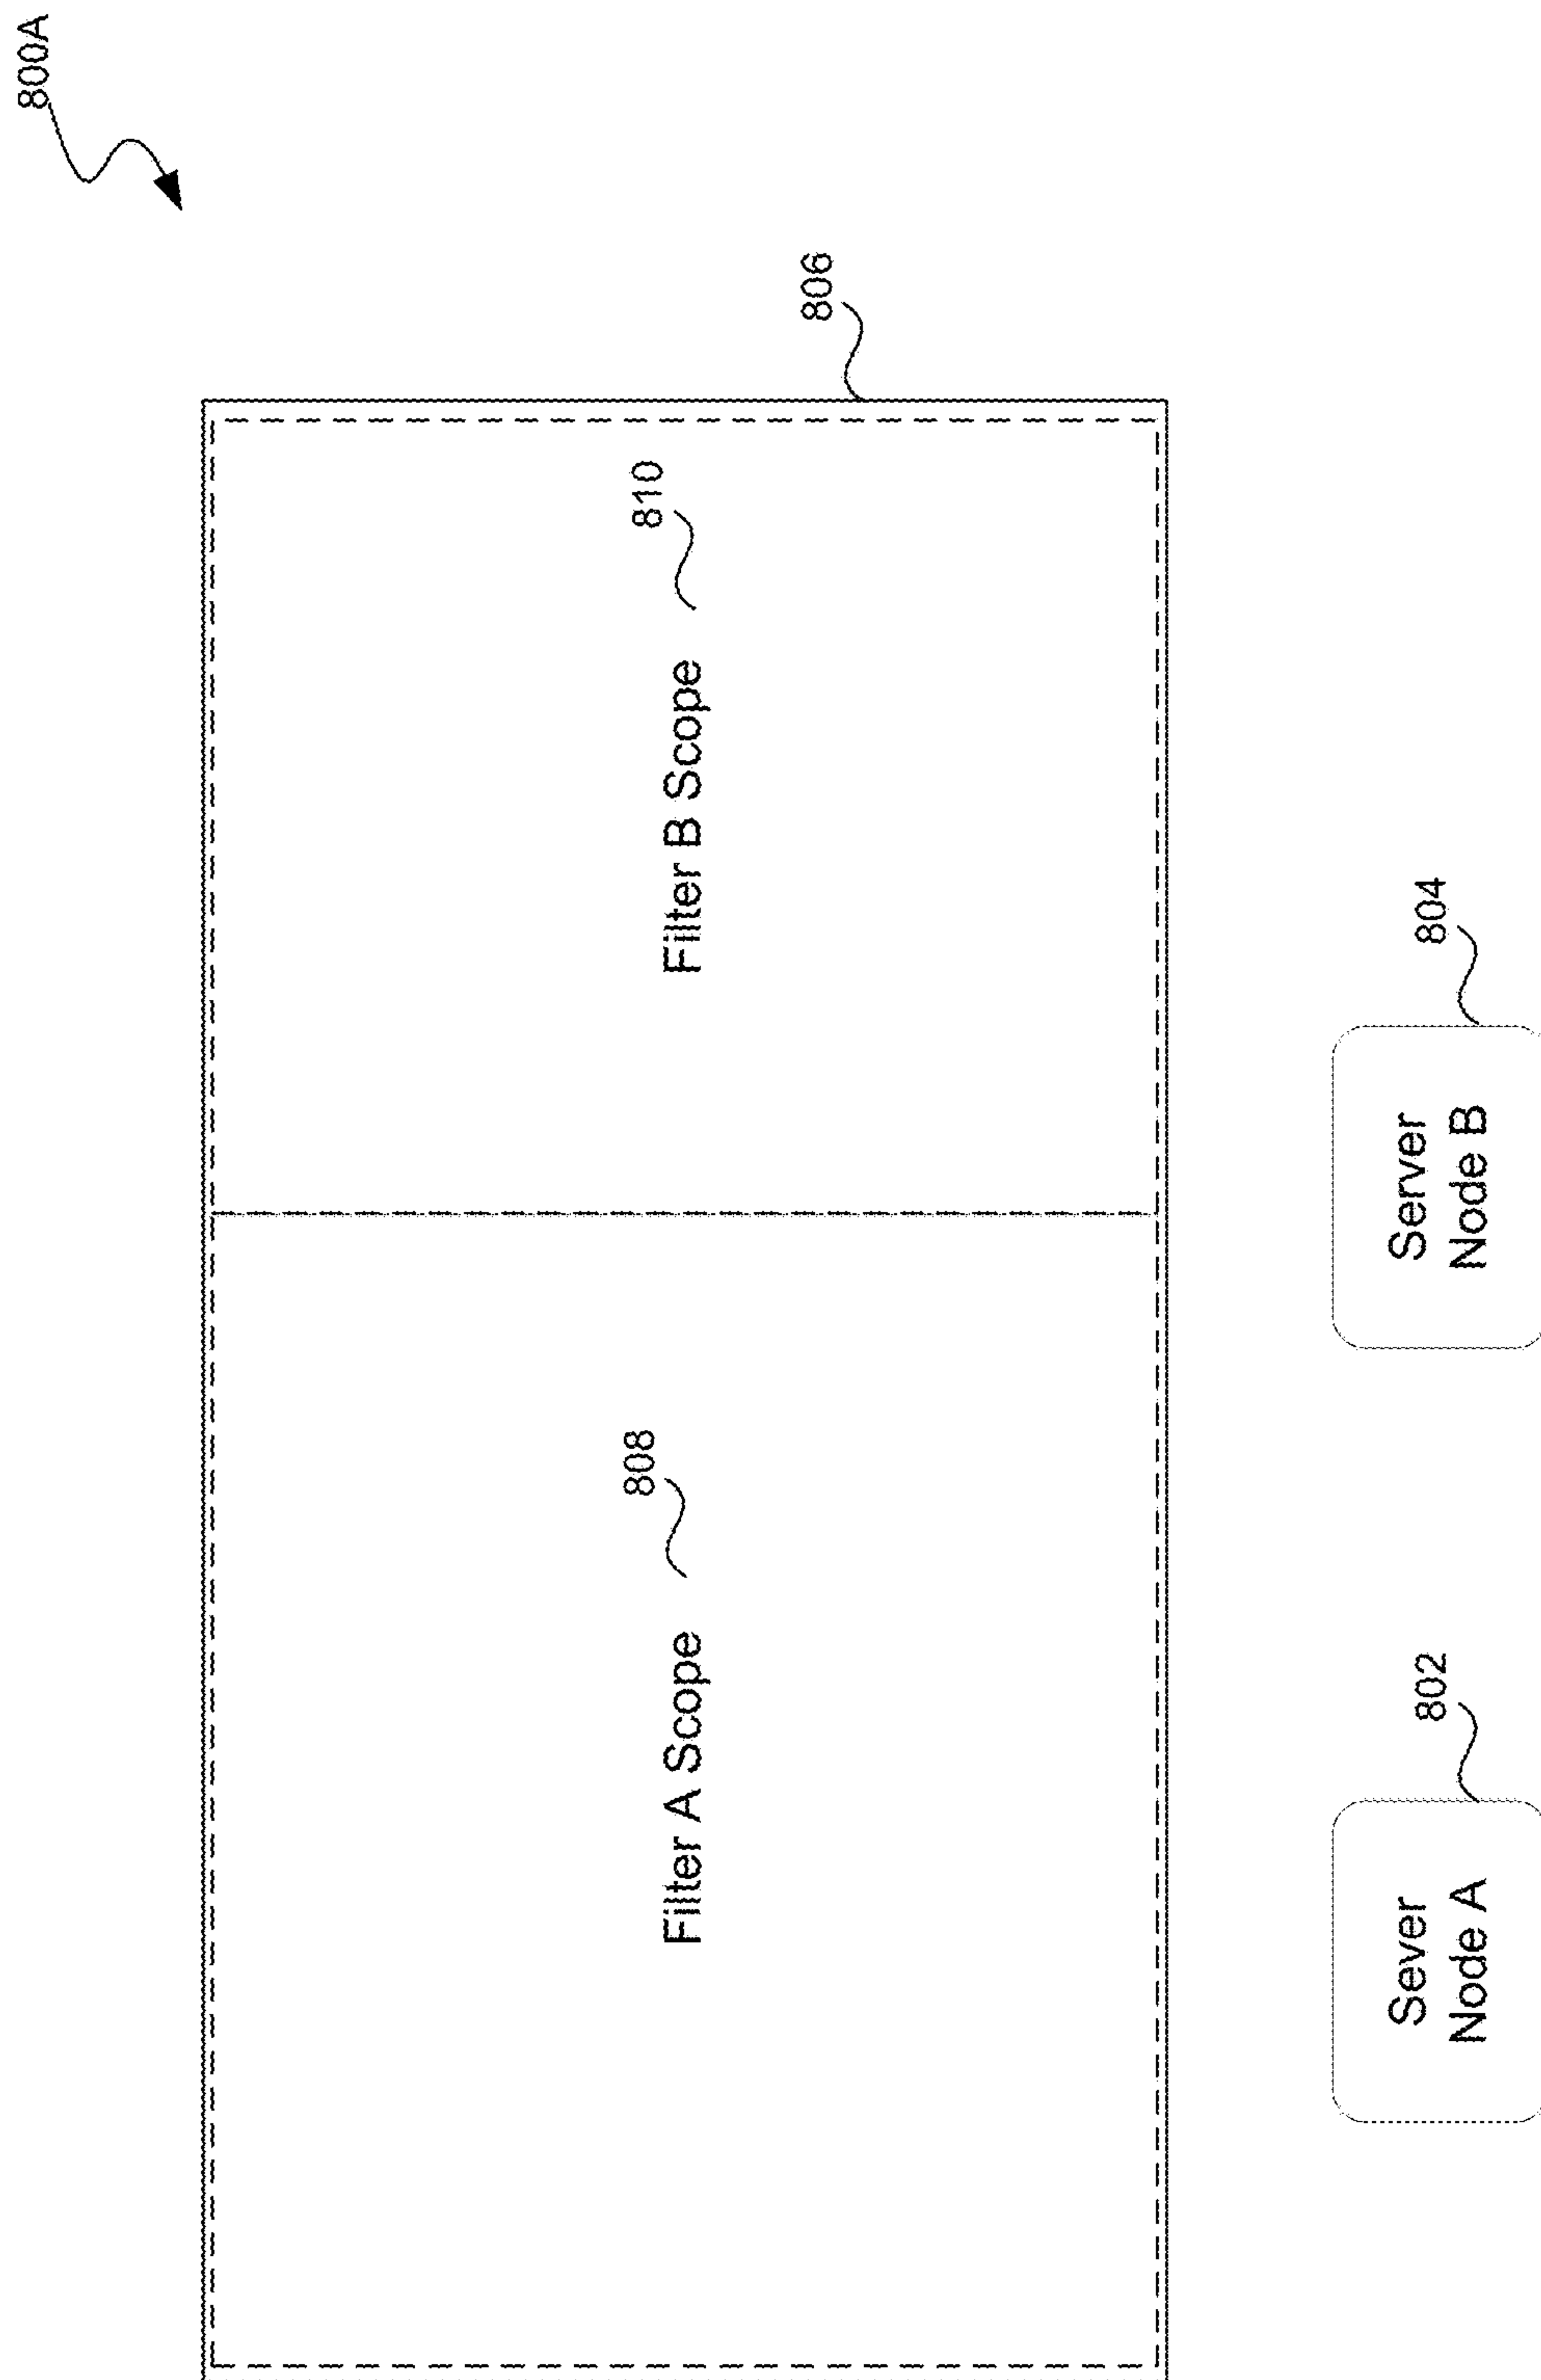 800A
806
Filter A Scope
808
Filter B Scope
810
Sever
Node A
802
Server
Node B
804